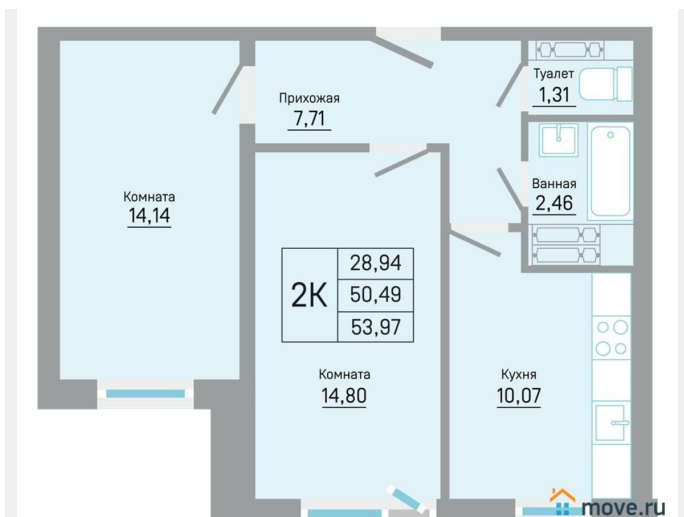 Туалет
1,31
Прихожая
7,71
Ванная
2,46
Комната
14,14
2К
28,94
50,49
53,97
Комната
14,80
Кухня
10,07
move.ru